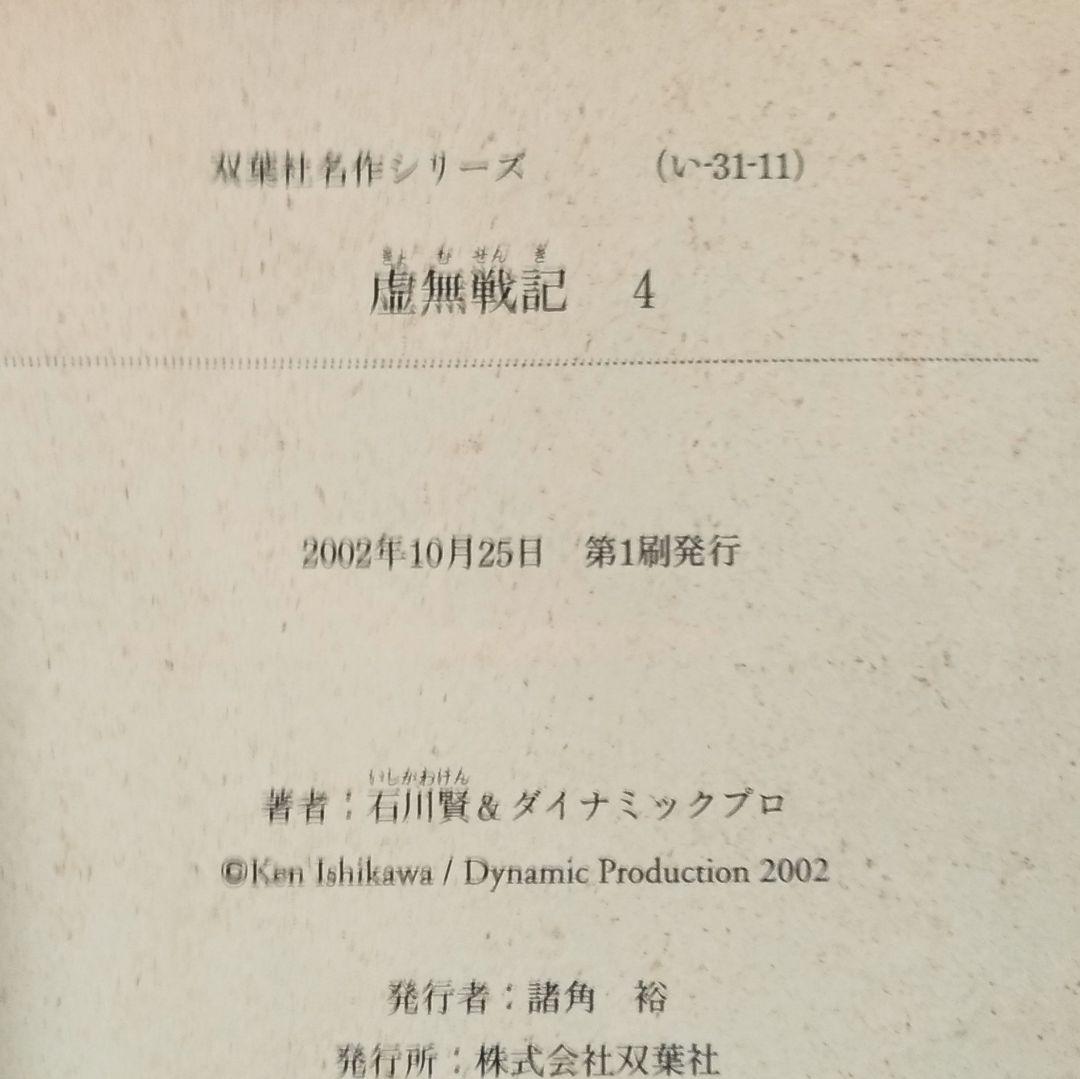 双葉社名作シリーズ （い-31-11）
きょ む せん き
虚無戦記 4
2002年10月25日 第1刷発行
いしかわけん
著者：石川賢＆ダイナミックプロ
©Ken Ishikawa / Dynamic Production 2002
発行者：諸角 裕
発行所：株式会社双葉社